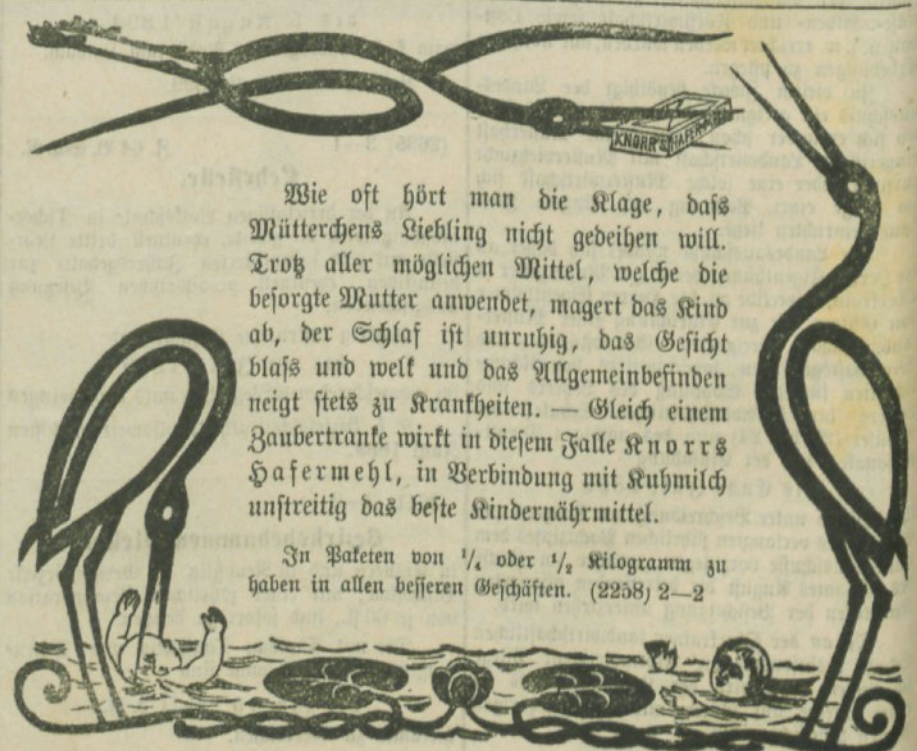 KNORR'S HAFERMEHL
Wie oft hört man die Klage, daſs
Mütterchens Liebling nicht gedeihen will.
Trotz aller möglichen Mittel, welche die
beſorgte Mutter anwendet, magert das Kind
ab, der Schlaf iſt unruhig, das Geſicht
blaſs und welk und das Allgemeinbefinden
neigt ſtets zu Krankheiten. — Gleich einem
Zaubertranke wirkt in dieſem Falle Knorrs
Hafermehl, in Verbindung mit Kuhmilch
unſtreitig das beſte Kindernährmittel.
In Paketen von ¼ oder ½ Kilogramm zu
haben in allen beſſeren Geſchäften. (2258) 2—2